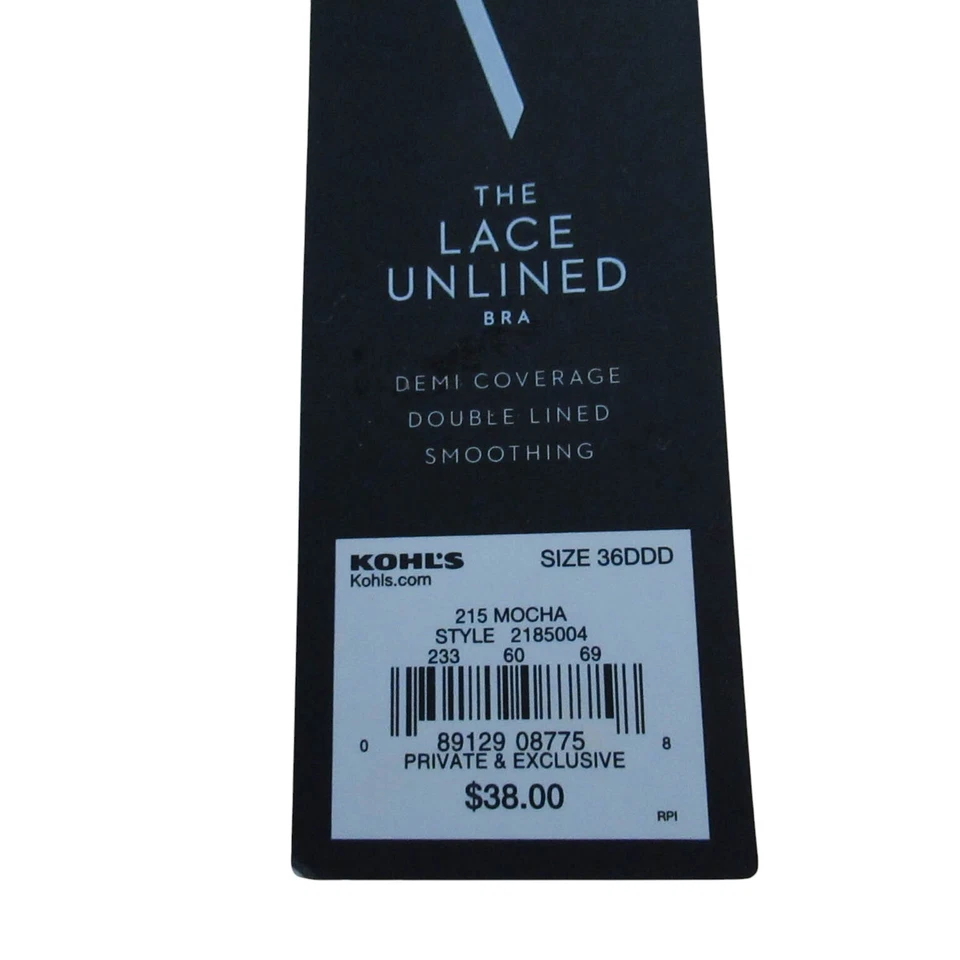 THE
LACE
UNLINED
BRA
DEMI COVERAGE
DOUBLE LINED
SMOOTHING
KOHL'S SIZE 36DDD
Kohls.com
215 MOCHA
STYLE 2185004
233 60 69
0 89129 08775 8
PRIVATE & EXCLUSIVE
$38.00
RPI